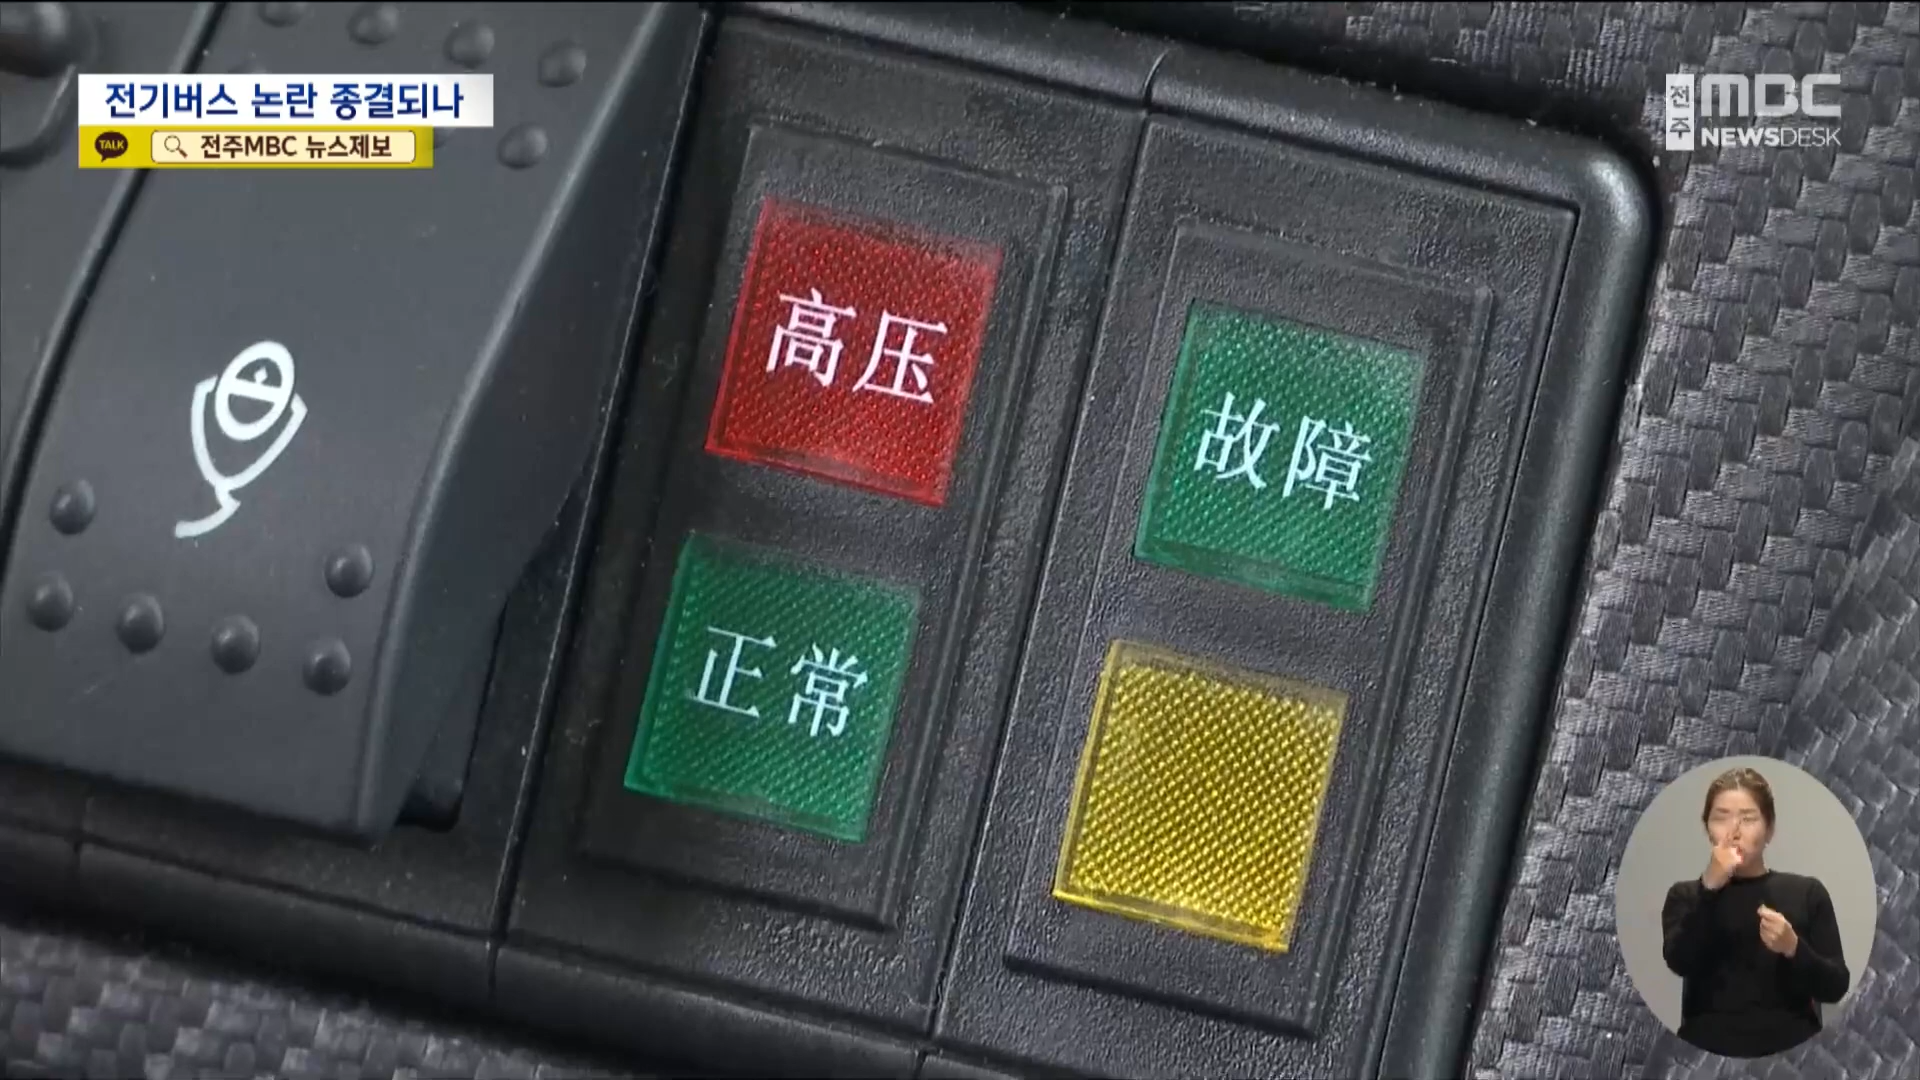 전기버스 논란 종결되나
TALK 전주MBC 뉴스제보
전주 MBC
NEWSDESK
高压
故障
正常